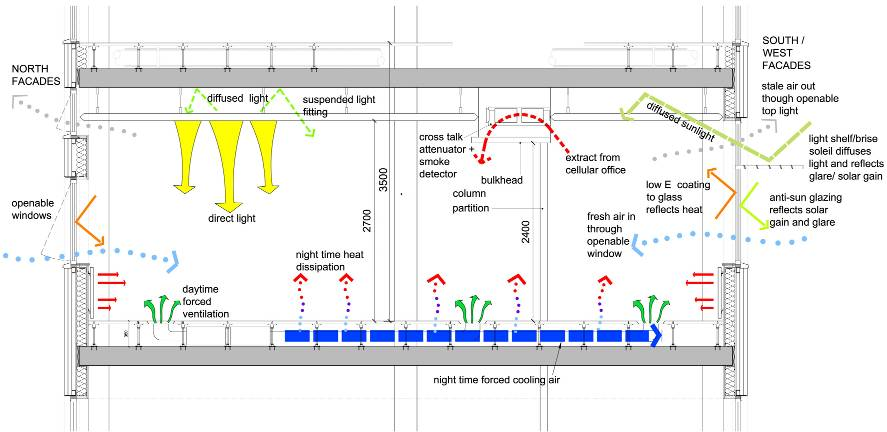 NORTH
FACADES
diffused light
suspended light
fitting
SOUTH /
WEST
FACADES
stale air out
though openable
top light
diffused sunlight
light shelf/brise
soleil diffuses
light and reflects
glare/ solar gain
cross talk
attenuator +
smoke
detector
bulkhead
extract from
cellular office
column
partition
low E coating
to glass
reflects heat
anti-sun glazing
reflects solar
gain and glare
openable
windows
direct light
3500
2700
2400
fresh air in
through
openable
window
night time heat
dissipation
daytime
forced
ventilation
night time forced cooling air